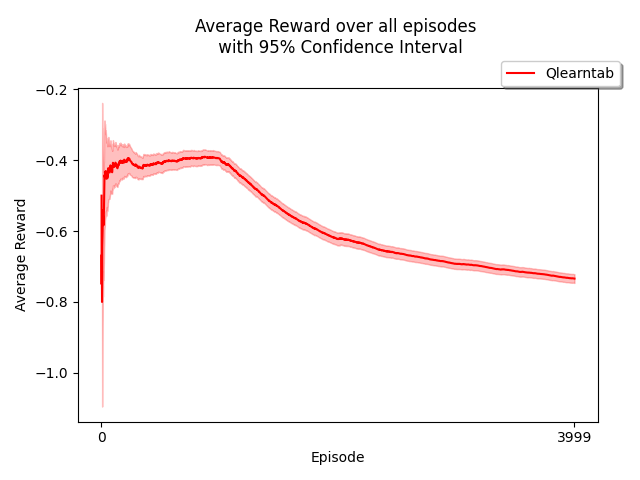 Average Reward over all episodes
with 95% Confidence Interval
Qlearntab
−0.2
−0.4
−0.6
−0.8
−1.0
Average Reward
0
3999
Episode